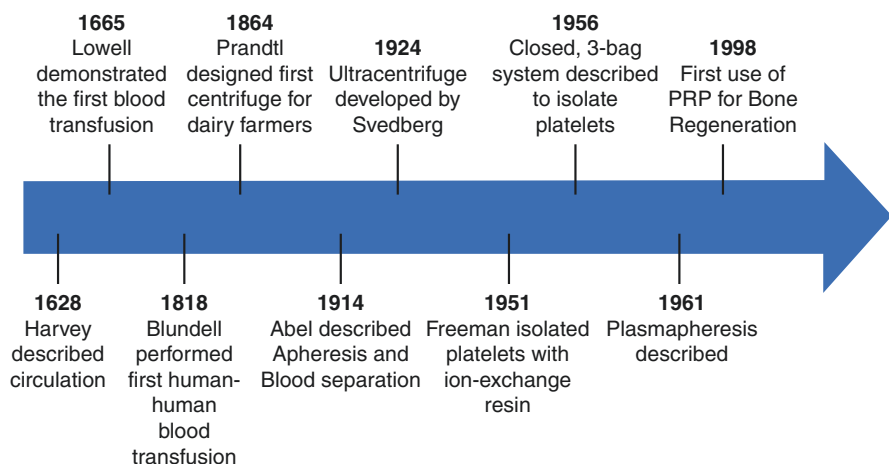 1665
Lowell
demonstrated
the first blood
transfusion
1864
Prandtl
designed first
centrifuge for
dairy farmers
1924
Ultracentrifuge
developed by
Svedberg
1956
Closed, 3-bag
system described
to isolate
platelets
1998
First use of
PRP for Bone
Regeneration
1628
Harvey
described
circulation
1818
Blundell
performed
first human-
human
blood
transfusion
1914
Abel described
Apheresis and
Blood separation
1951
Freeman isolated
platelets with
ion-exchange
resin
1961
Plasmapheresis
described